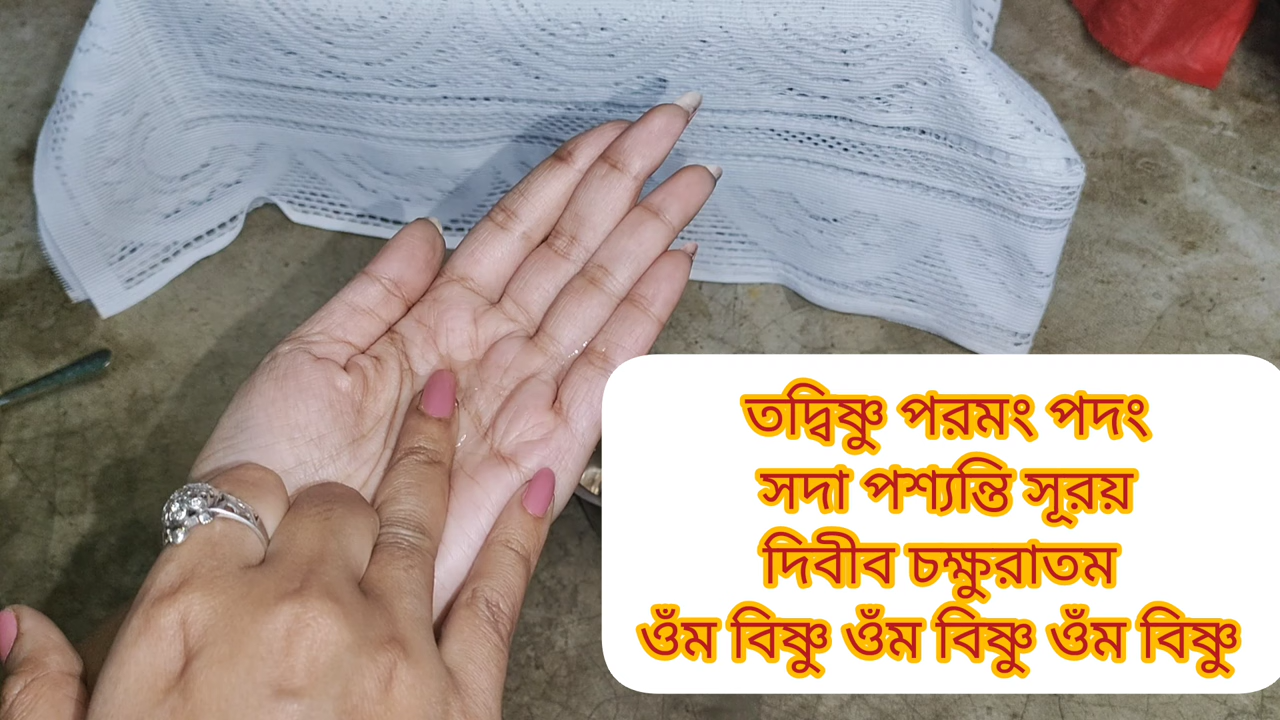 তদ্বিষ্ণু পরমং পদং
সদা পশ্যন্তি সূরয়
দিবীব চক্ষুরাতম
ওঁম বিষ্ণু ওঁম বিষ্ণু ওঁম বিষ্ণু